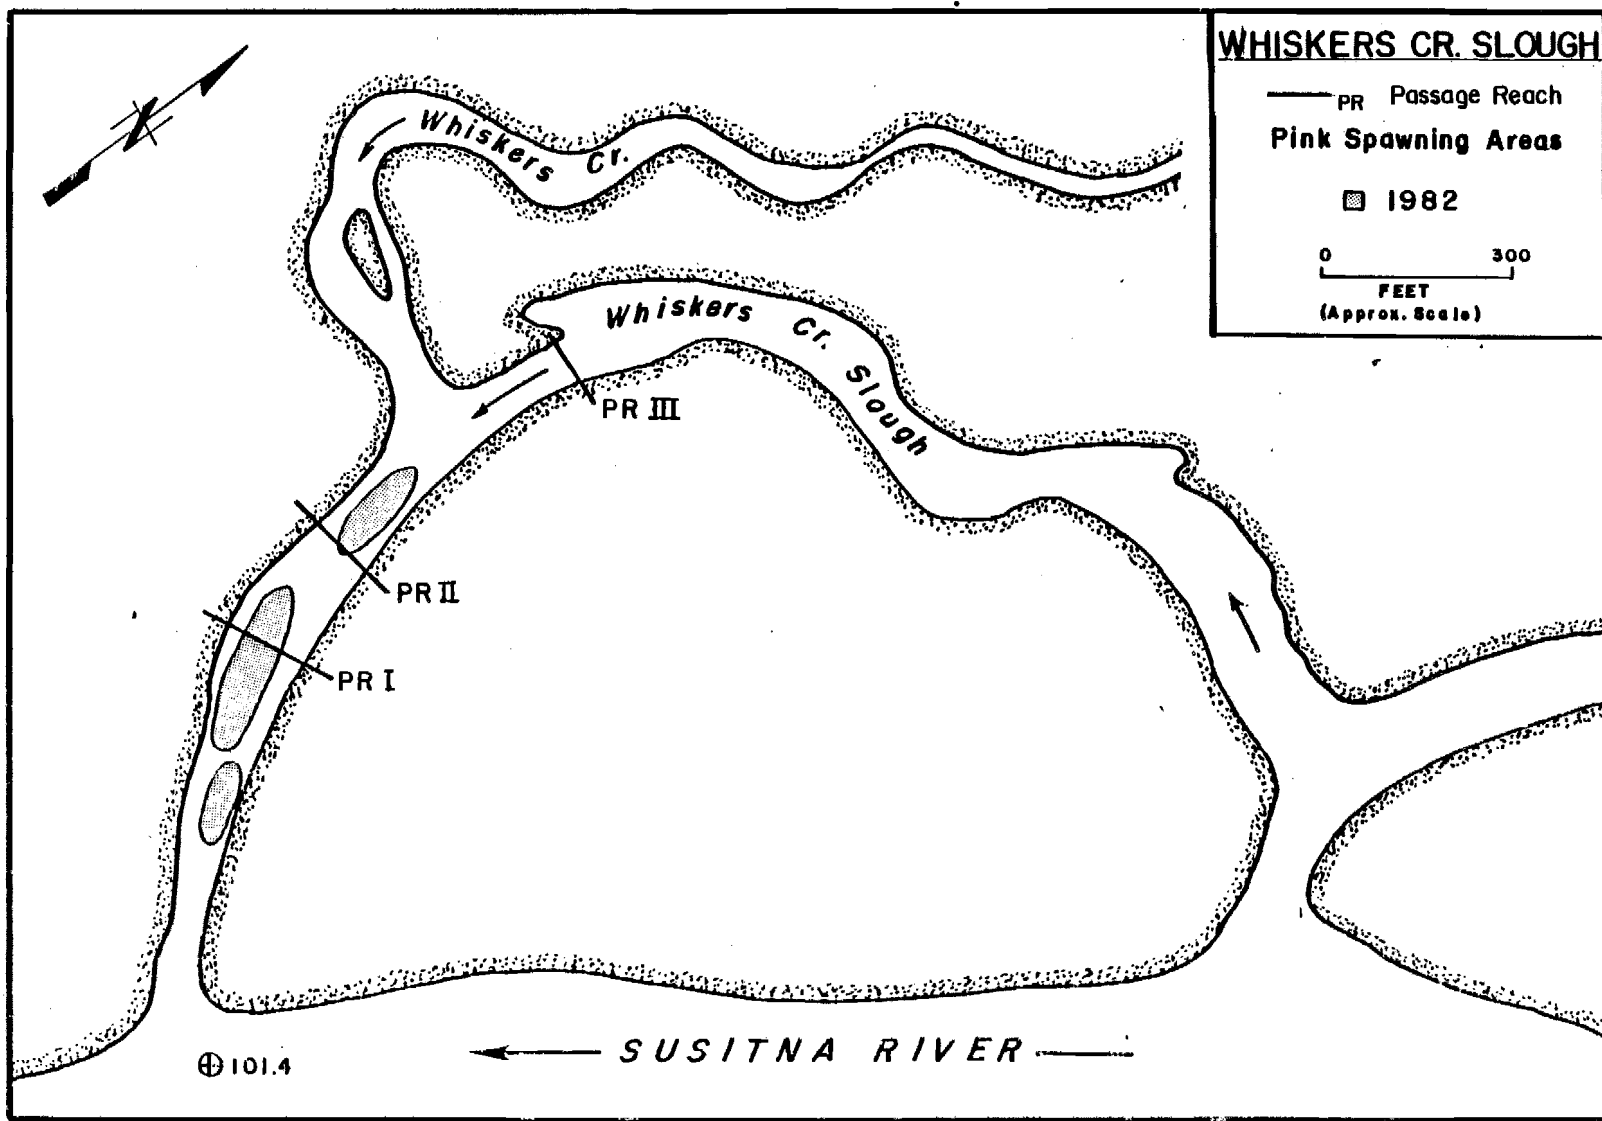 WHISKERS CR. SLOUGH
PR Passage Reach
Pink Spawning Areas
1982
0 300
FEET
(Approx. Scale)
N
Whiskers Cr.
Whiskers Cr. Slough
PR III
PR II
PR I
101.4
SUSITNA RIVER